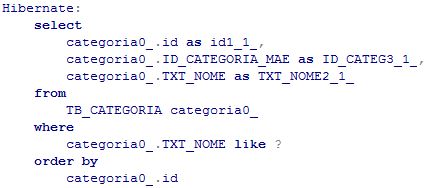 Hibernate:
    select
        categoria0_.id as id1_1_,
        categoria0_.ID_CATEGORIA_MAE as ID_CATEG3_1_,
        categoria0_.TXT_NOME as TXT_NOME2_1_
    from
        TB_CATEGORIA categoria0_
    where
        categoria0_.TXT_NOME like ?
    order by
        categoria0_.id